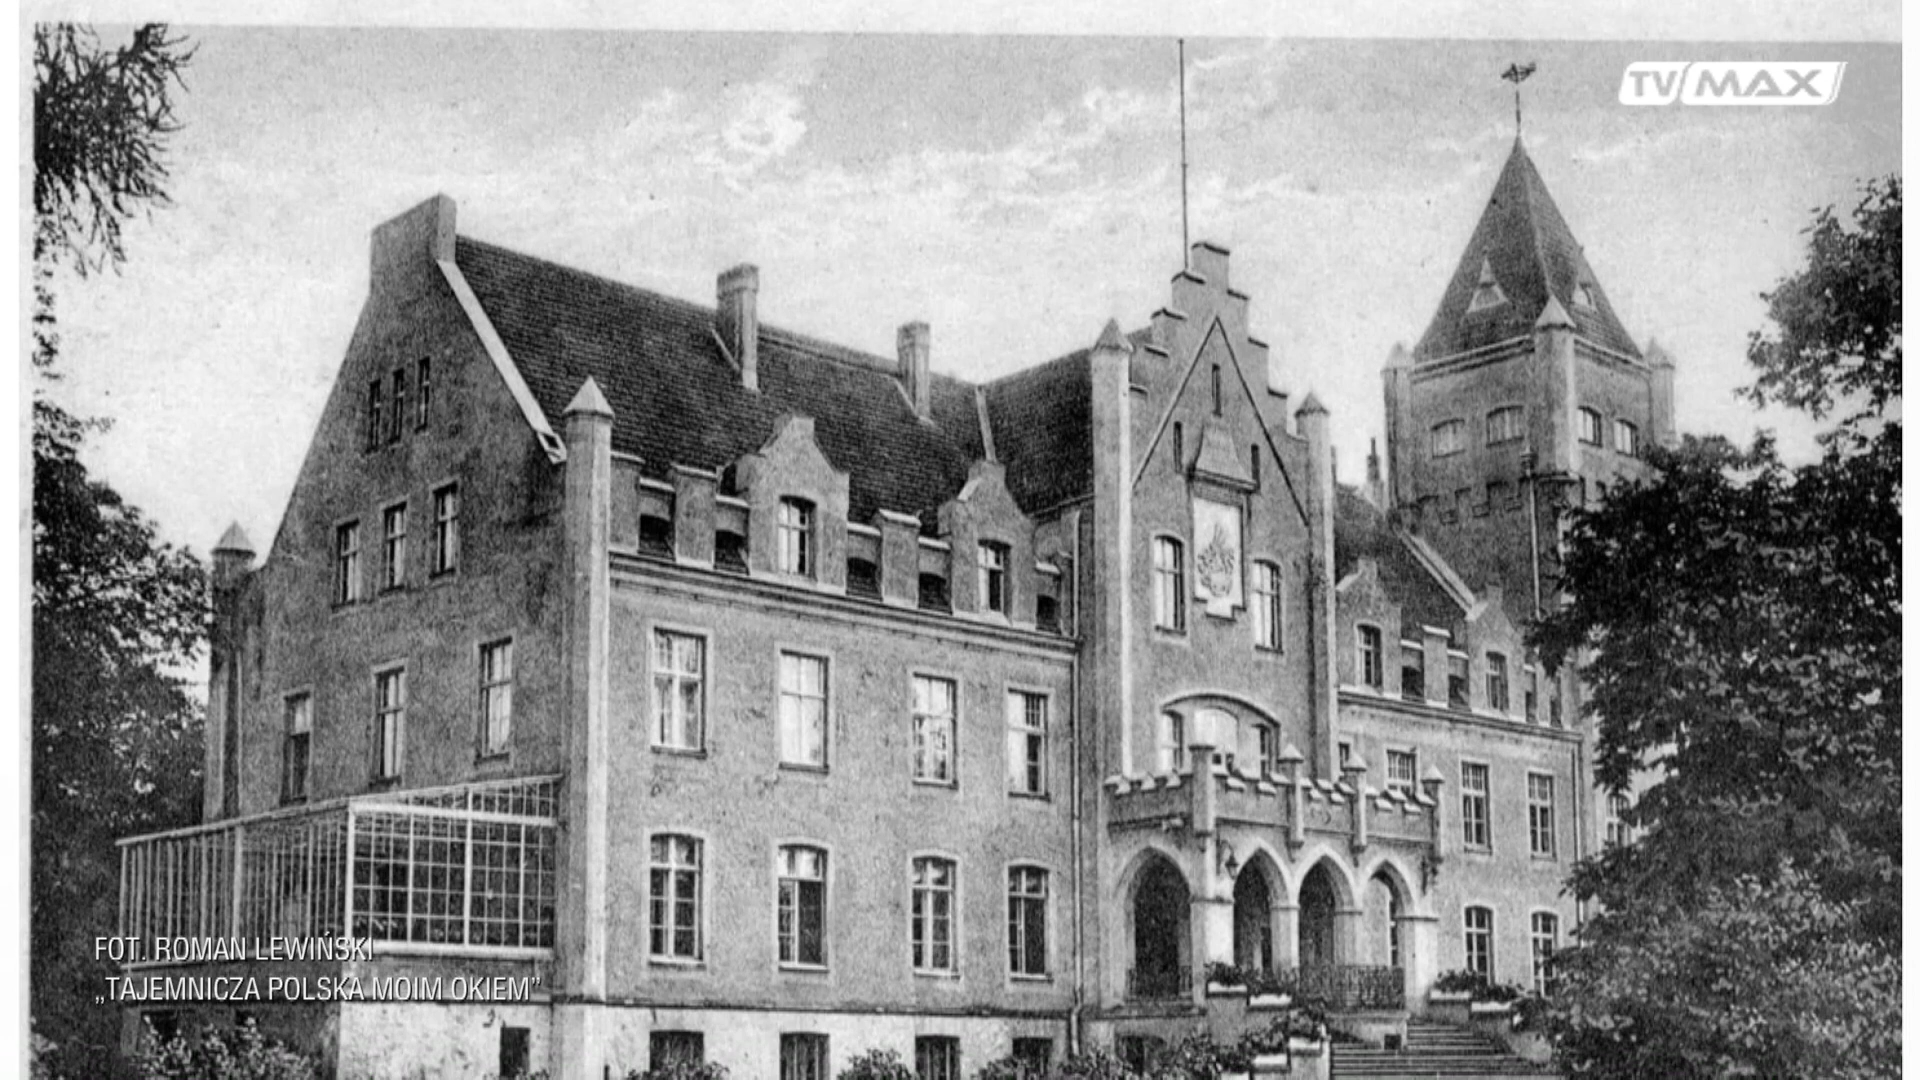 TV MAX
FOT. ROMAN LEWIŃSKI
„TAJEMNICZA POLSKA MOIM OKIEM”